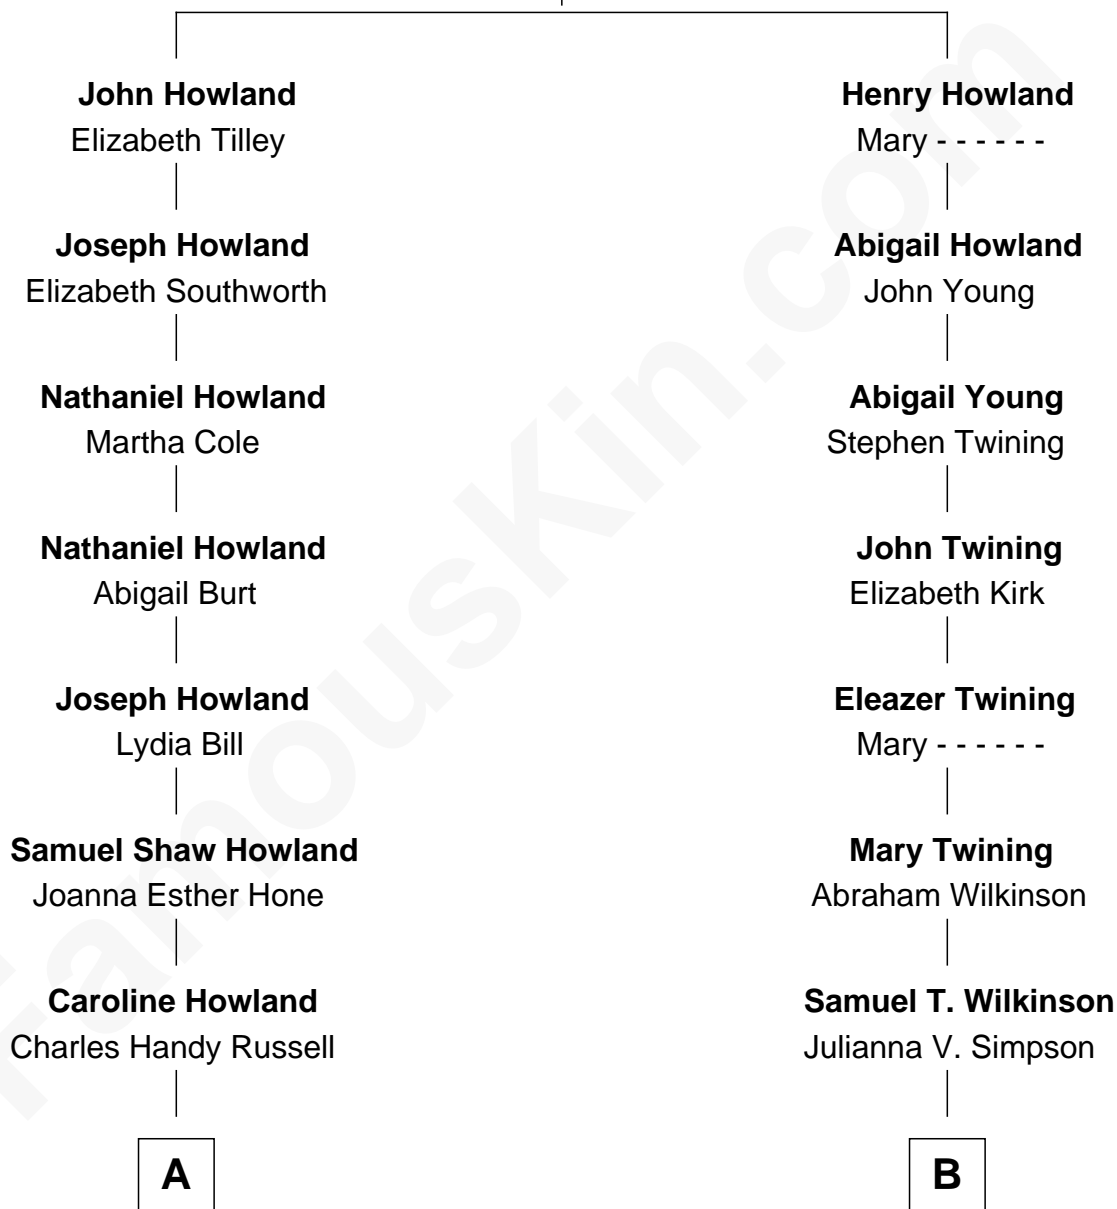 John Howland
Elizabeth Tilley
Joseph Howland
Elizabeth Southworth
Nathaniel Howland
Martha Cole
Nathaniel Howland
Abigail Burt
Joseph Howland
Lydia Bill
Samuel Shaw Howland
Joanna Esther Hone
Caroline Howland
Charles Handy Russell
A
Henry Howland
Mary - - - - - -
Abigail Howland
John Young
Abigail Young
Stephen Twining
John Twining
Elizabeth Kirk
Eleazer Twining
Mary - - - - - -
Mary Twining
Abraham Wilkinson
Samuel T. Wilkinson
Julianna V. Simpson
B
FamousKin.com